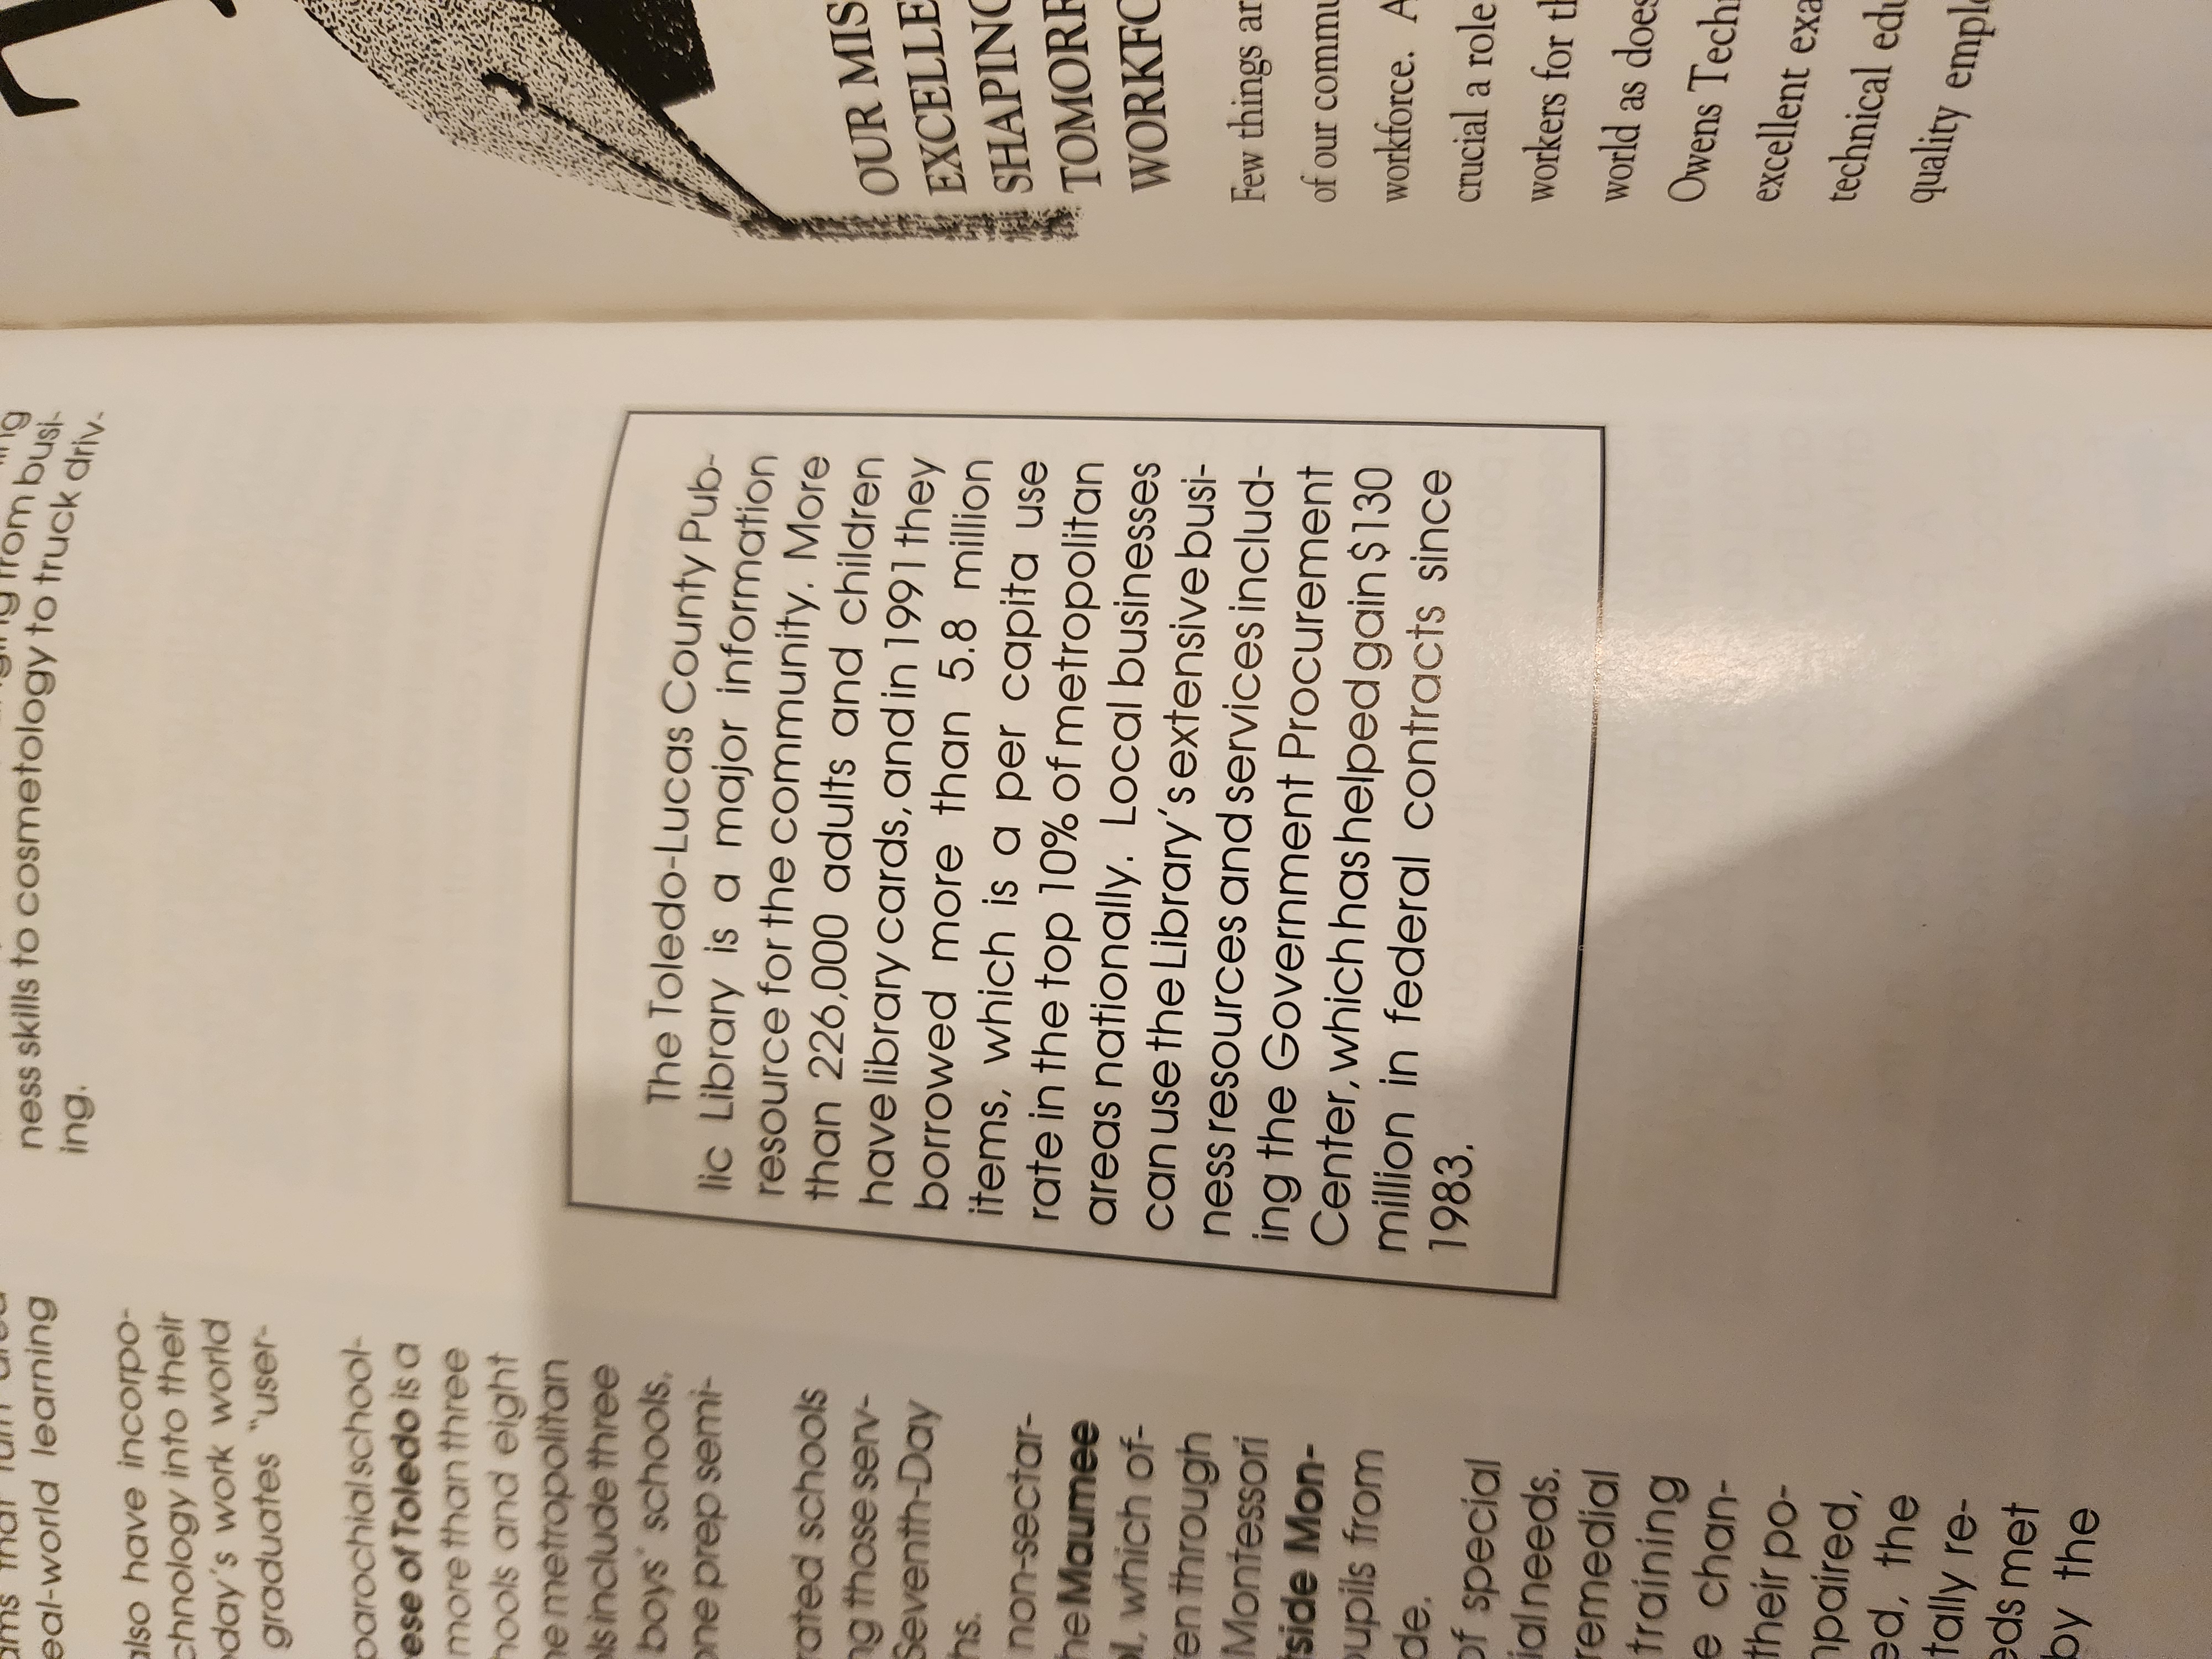 ness skills to cosmetology to truck driv-
ing.
eal-world learning
also have incorpo-
chnology into their
day's work world
graduates "user-
parochial school-
ese of Toledo is a
more than three
hools and eight
ne metropolitan
ls include three
boys' schools,
one prep semi-
rated schools
ng those serv-
Seventh-Day
hs.
non-sectar-
he Maumee
ol, which of-
en through
Montessori
side Mon-
pupils from
de.
of special
ial needs.
remedial
training
e chan-
their po-
mpaired,
ed, the
tally re-
eds met
by the
The Toledo-Lucas County Pub-
lic Library is a major information
resource for the community. More
than 226,000 adults and children
have library cards, and in 1991 they
borrowed more than 5.8 million
items, which is a per capita use
rate in the top 10% of metropolitan
areas nationally. Local businesses
can use the Library's extensive busi-
ness resources and services includ-
ing the Government Procurement
Center, which has helped gain $130
million in federal contracts since
1983.
OUR MIS
EXCELLE
SHAPING
TOMORR
WORKFO
Few things ar
of our commu
workforce. A
crucial a role
workers for th
world as does
Owens Techn
excellent exa
technical edu
quality emplo